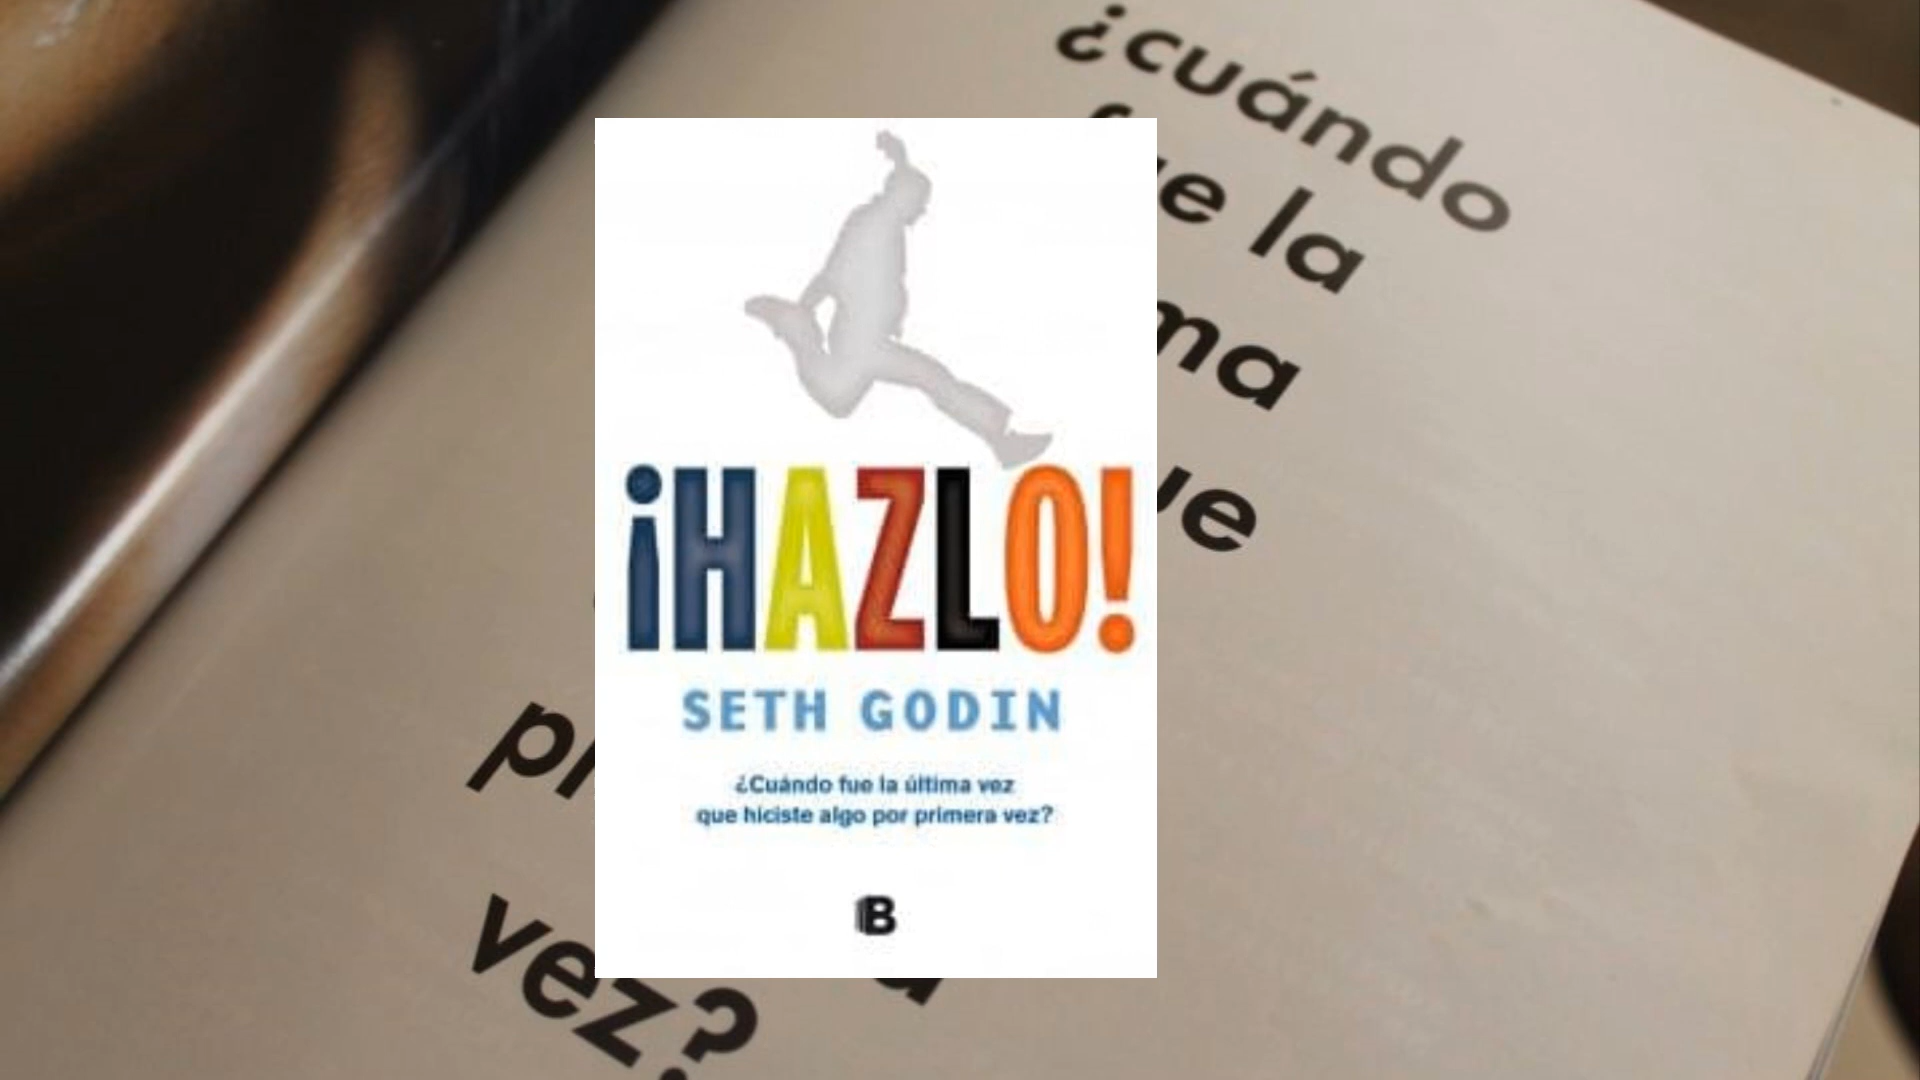 ¿cuándo
la
ma
ue
vez?
¡HAZLO!
SETH GODIN
¿Cuándo fue la última vez
que hiciste algo por primera vez?
B